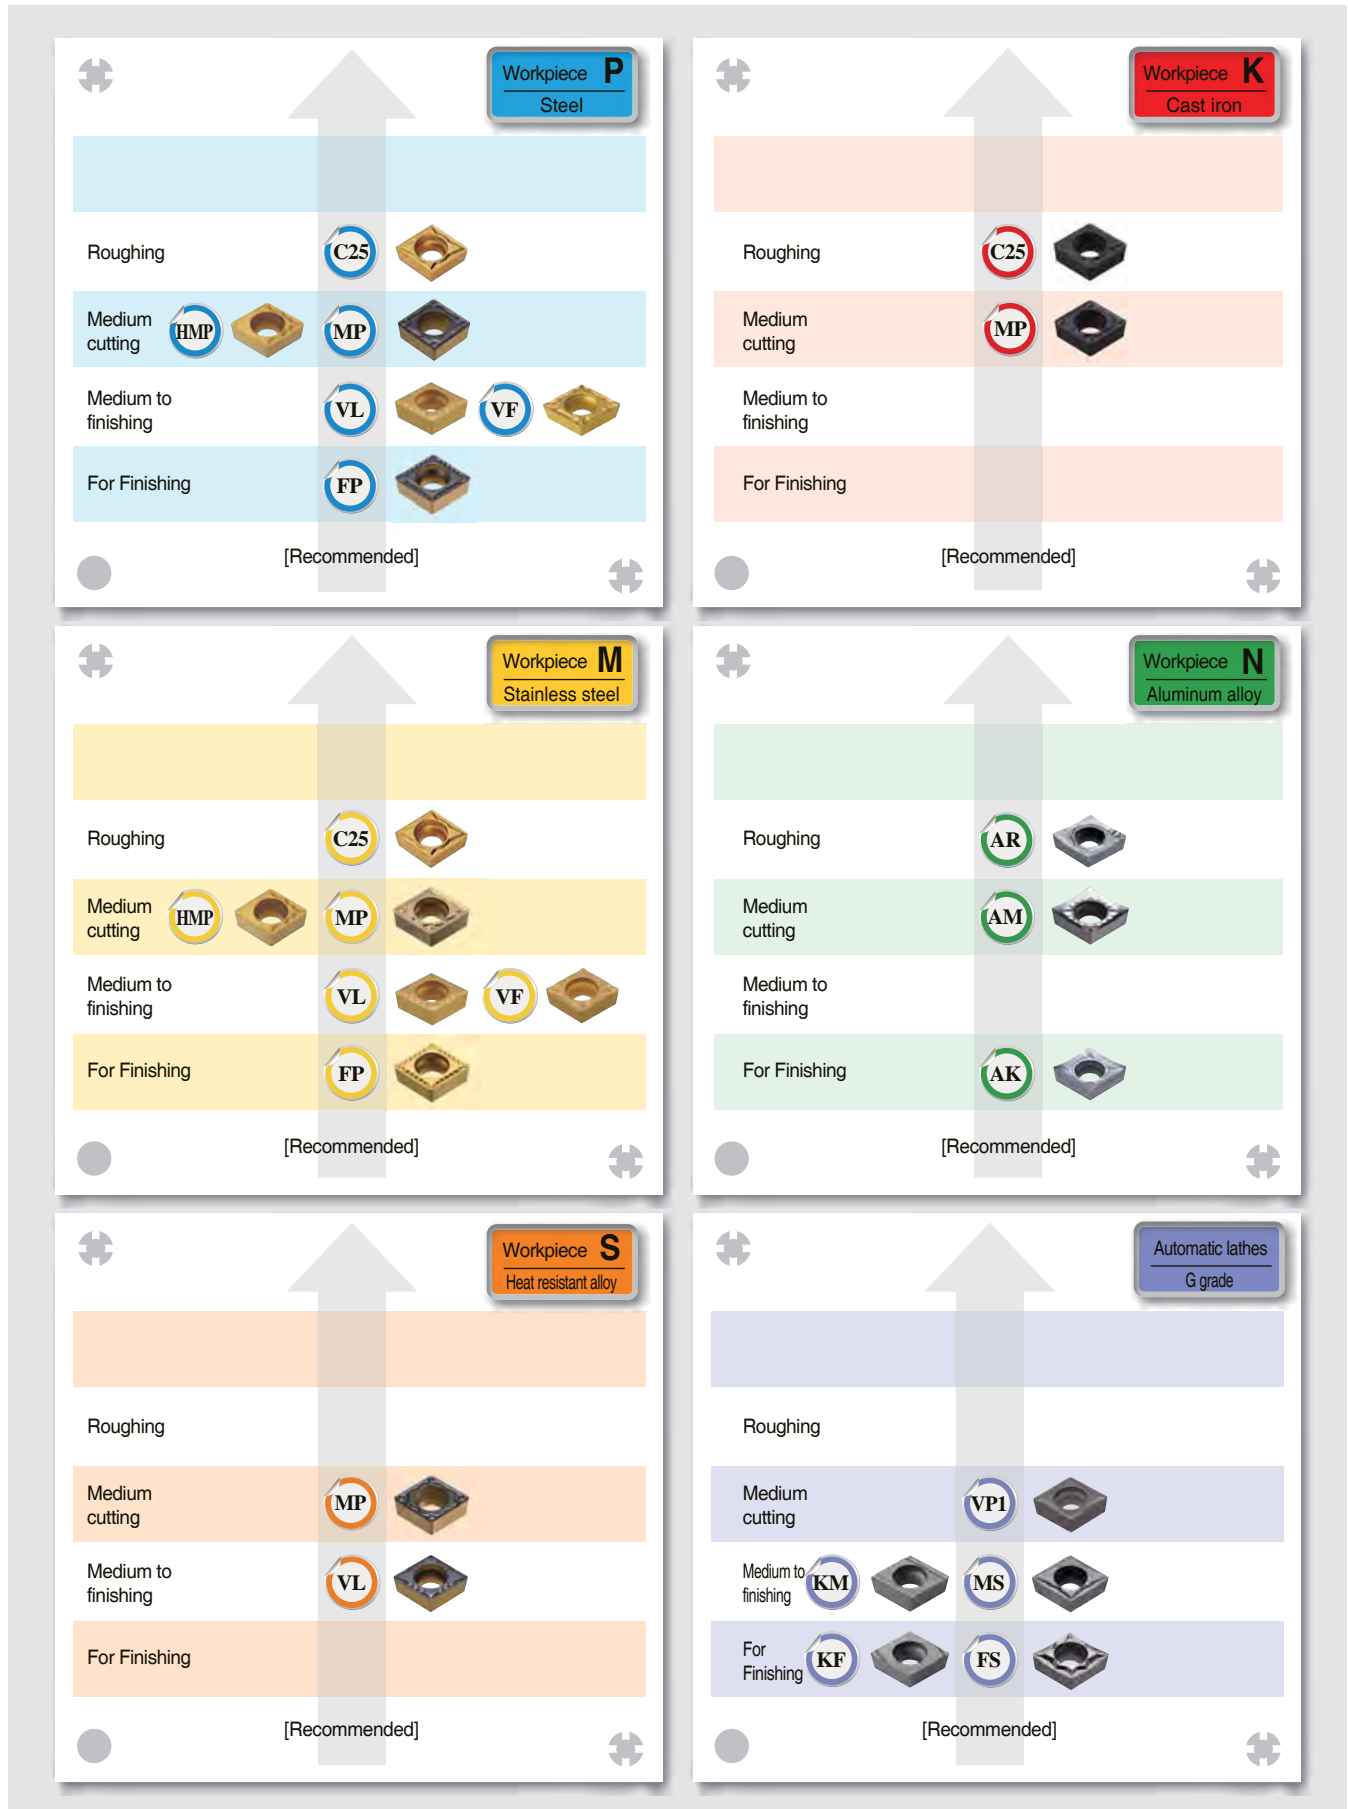 Workpiece P
Steel
Roughing
C25
Medium
cutting
HMP
MP
Medium to
finishing
VL
VF
For Finishing
FP
[Recommended]
Workpiece K
Cast iron
Roughing
C25
Medium
cutting
MP
Medium to
finishing
For Finishing
[Recommended]
Workpiece M
Stainless steel
Roughing
C25
Medium
cutting
HMP
MP
Medium to
finishing
VL
VF
For Finishing
FP
[Recommended]
Workpiece N
Aluminum alloy
Roughing
AR
Medium
cutting
AM
Medium to
finishing
For Finishing
AK
[Recommended]
Workpiece S
Heat resistant alloy
Roughing
Medium
cutting
MP
Medium to
finishing
VL
For Finishing
[Recommended]
Automatic lathes
G grade
Roughing
Medium
cutting
VP1
Medium to
finishing
KM
MS
For
Finishing
KF
FS
[Recommended]